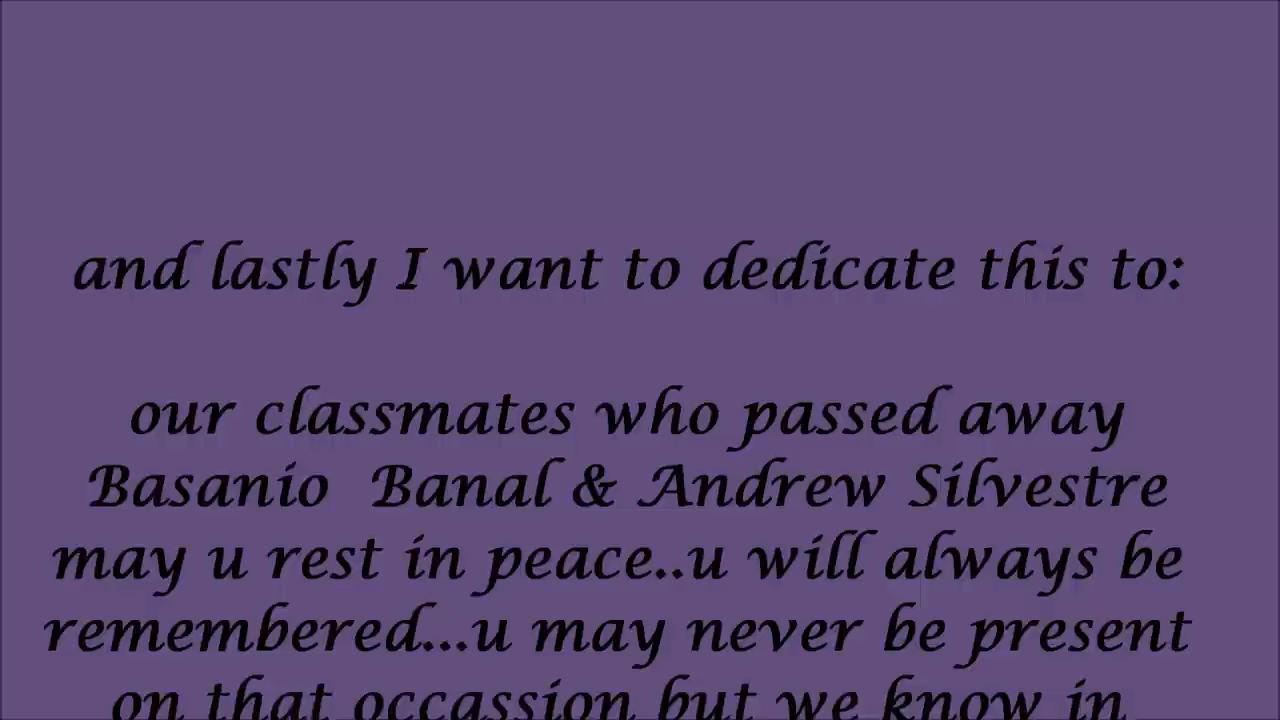 and lastly I want to dedicate this to:
our classmates who passed away
Basanio Banal & Andrew Silvestre
may u rest in peace..u will always be
remembered...u may never be present
on that occassion but we know in